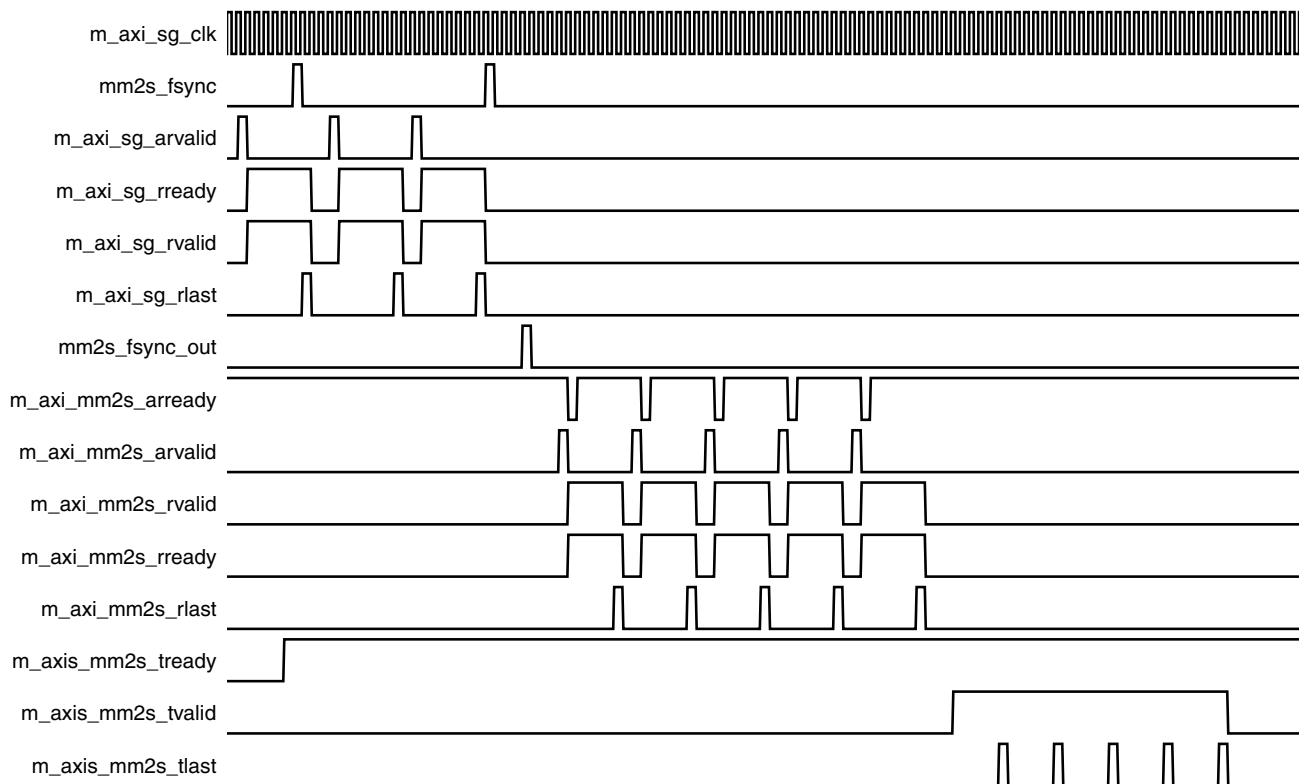 m_axi_sg_clk
mm2s_fsync
m_axi_sg_arvalid
m_axi_sg_rready
m_axi_sg_rvalid
m_axi_sg_rlast
mm2s_fsync_out
m_axi_mm2s_arready
m_axi_mm2s_arvalid
m_axi_mm2s_rvalid
m_axi_mm2s_rready
m_axi_mm2s_rlast
m_axis_mm2s_tready
m_axis_mm2s_tvalid
m_axis_mm2s_tlast